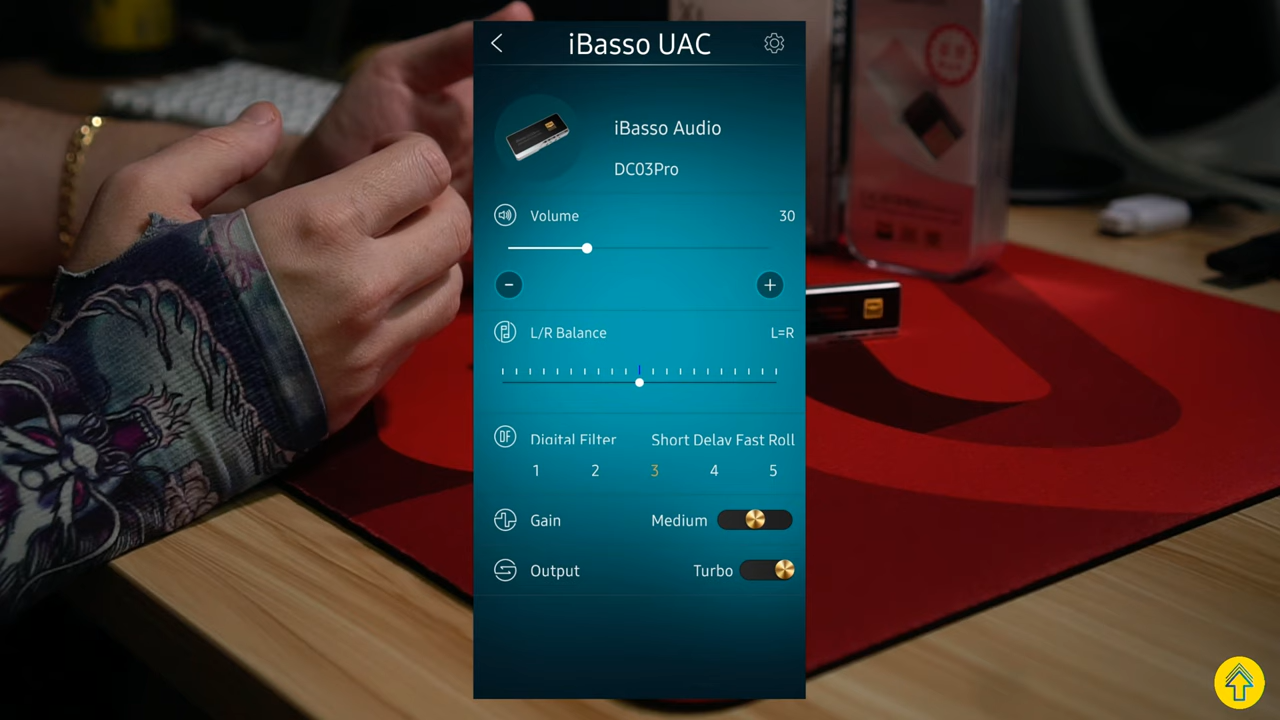 iBasso UAC
iBasso Audio
DC03Pro
Volume 30
L/R Balance L=R
DF Digital Filter Short Delay Fast Roll
1 2 3 4 5
Gain Medium
Output Turbo